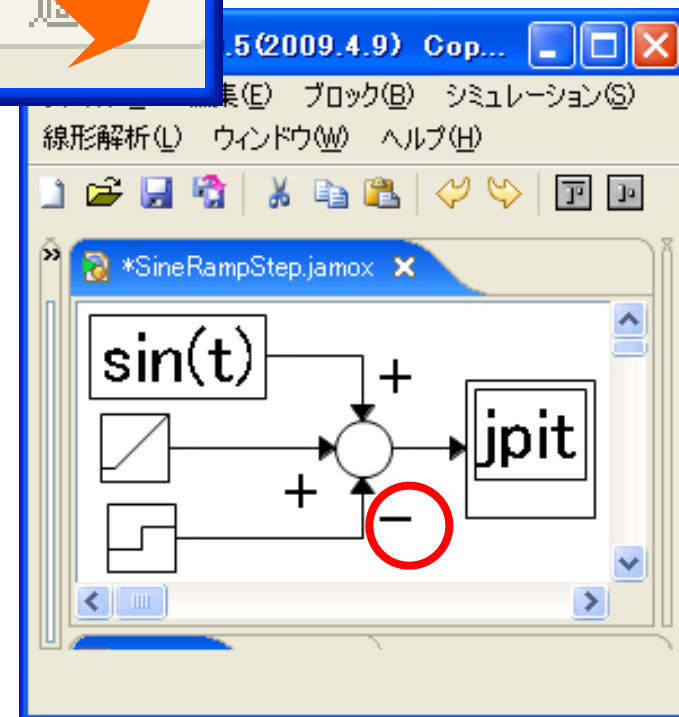 .5(2009.4.9) Cop...
集(E) ブロック(B) シミュレーション(S)
線形解析(L) ウィンドウ(W) ヘルプ(H)
*SineRampStep.jamox
sin(t)
+
jpit
+
−